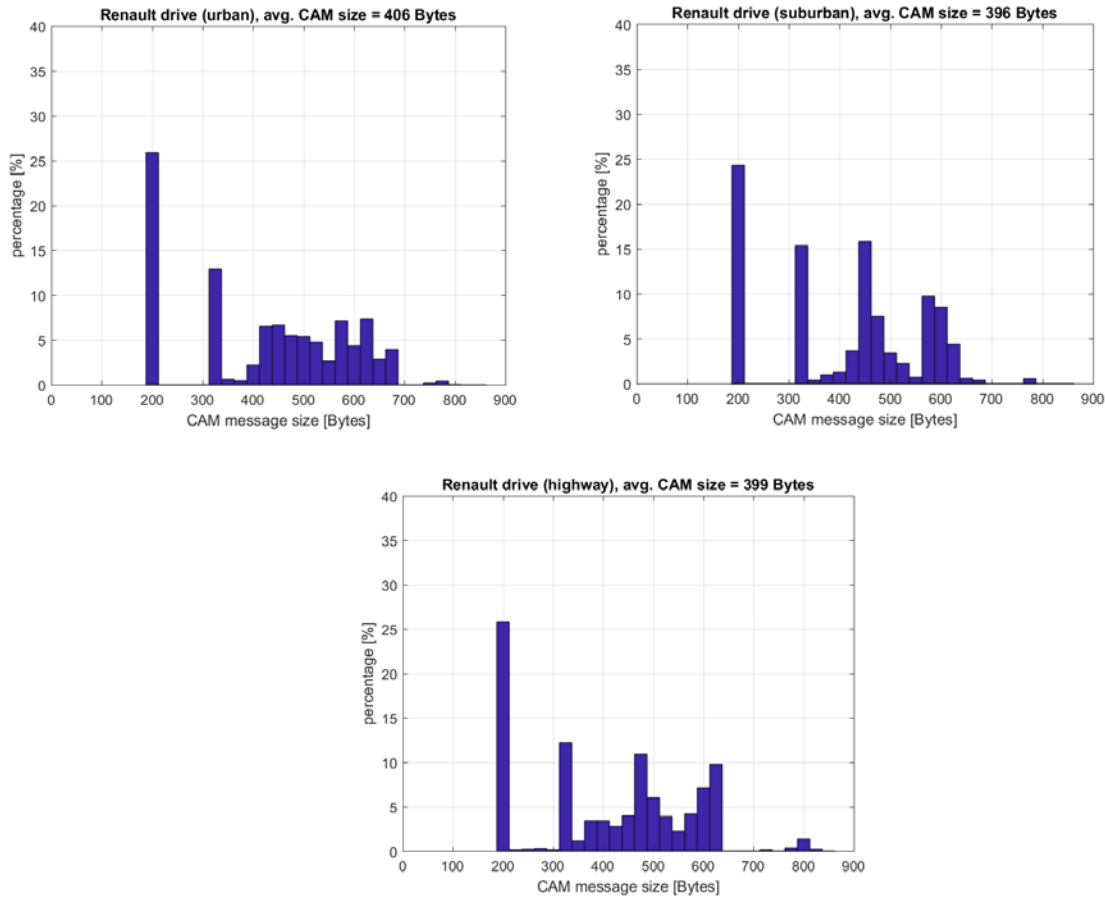 Renault drive (urban), avg. CAM size = 406 Bytes
40
35
30
25
20
15
10
5
0
percentage [%]
0 100 200 300 400 500 600 700 800 900
CAM message size [Bytes]
Renault drive (suburban), avg. CAM size = 396 Bytes
40
35
30
25
20
15
10
5
0
percentage [%]
0 100 200 300 400 500 600 700 800 900
CAM message size [Bytes]
Renault drive (highway), avg. CAM size = 399 Bytes
40
35
30
25
20
15
10
5
0
percentage [%]
0 100 200 300 400 500 600 700 800 900
CAM message size [Bytes]